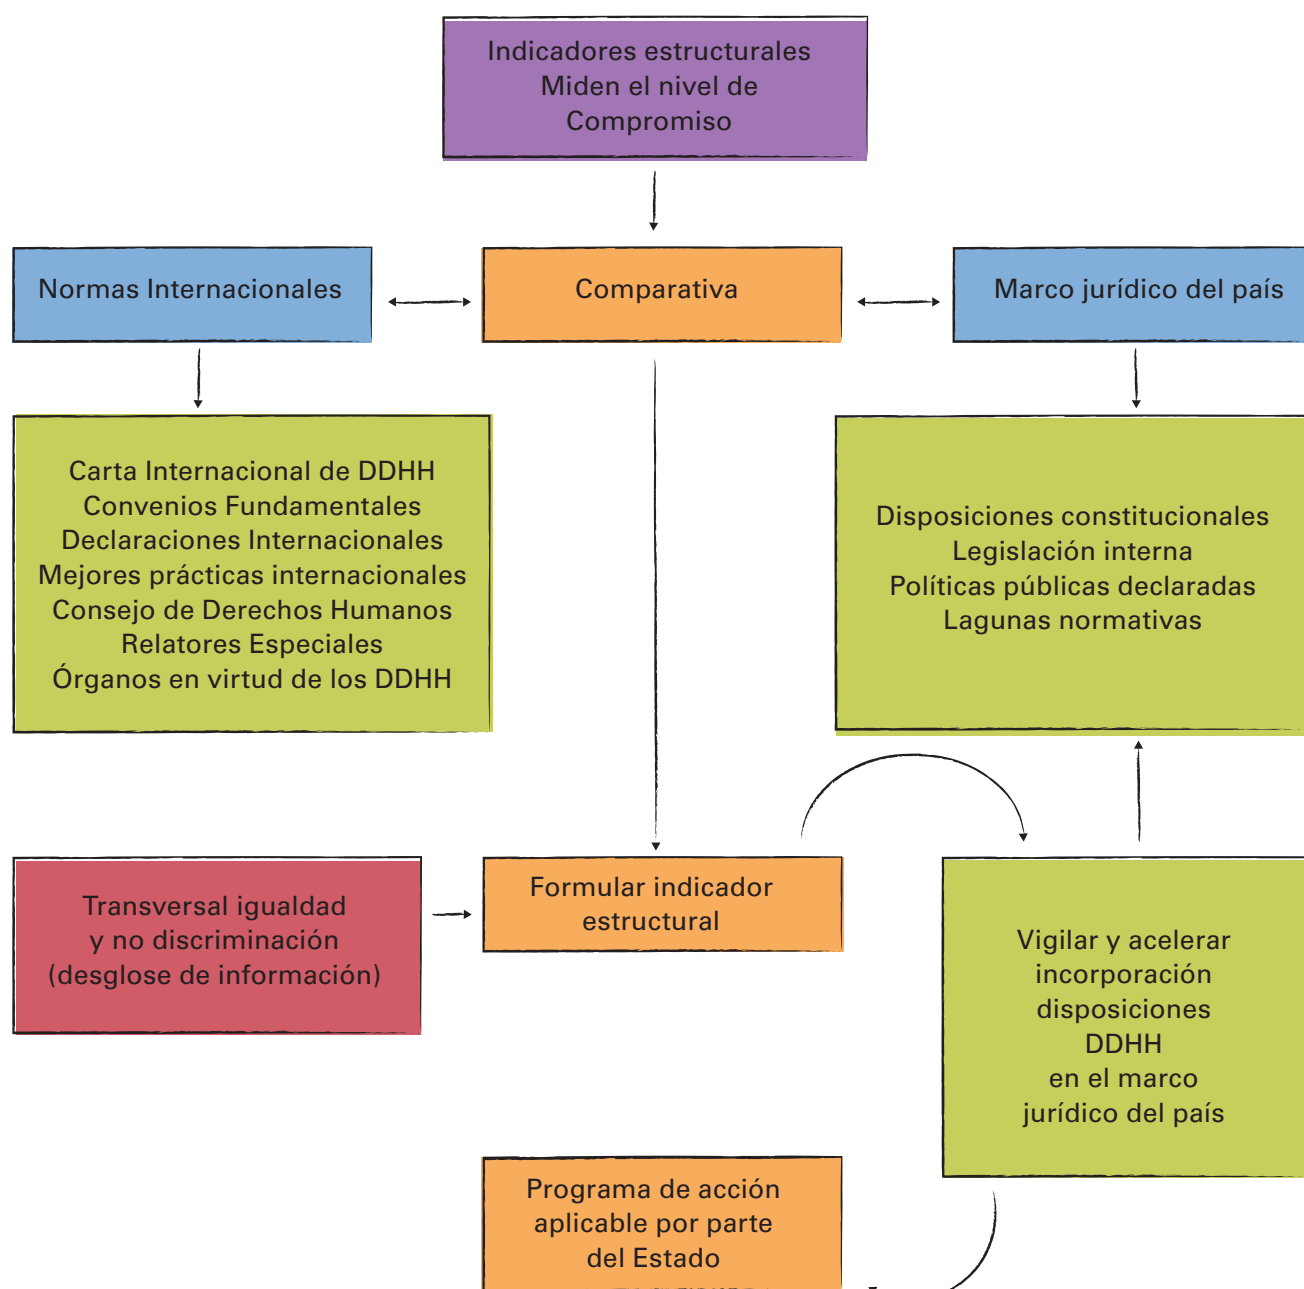 Indicadores estructurales
Miden el nivel de
Compromiso
Normas Internacionales
Comparativa
Marco jurídico del país
Carta Internacional de DDHH
Convenios Fundamentales
Declaraciones Internacionales
Mejores prácticas internacionales
Consejo de Derechos Humanos
Relatores Especiales
Órganos en virtud de los DDHH
Disposiciones constitucionales
Legislación interna
Políticas públicas declaradas
Lagunas normativas
Transversal igualdad
y no discriminación
(desglose de información)
Formular indicador
estructural
Vigilar y acelerar
incorporación
disposiciones
DDHH
en el marco
jurídico del país
Programa de acción
aplicable por parte
del Estado